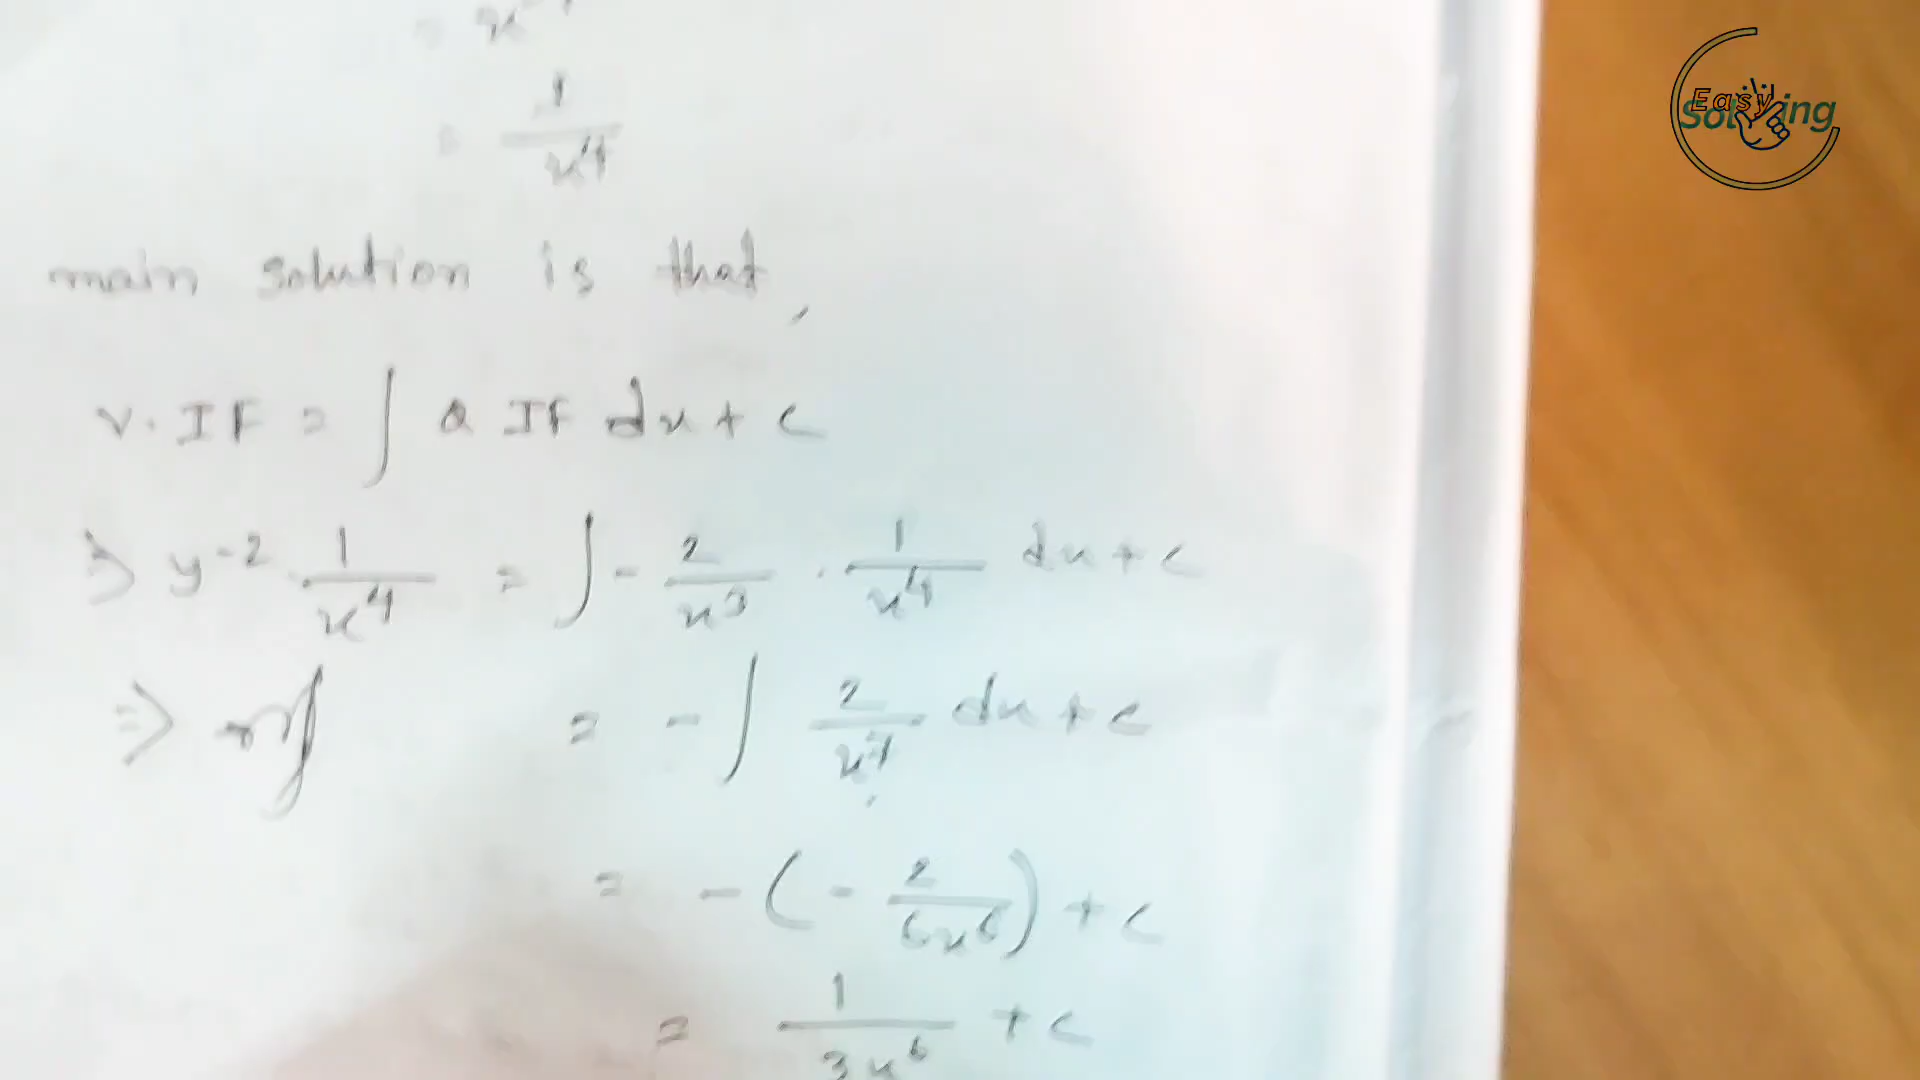 = x⁻⁴
= 1/x⁴
main solution is that,
v. IF = ∫ Q IF dx + c
⇒ y⁻² · 1/x⁴ = ∫ - 2/x³ · 1/x⁴ dx + c
⇒ = - ∫ 2/x⁷ dx + c
= - (- 2/6x⁶) + c
= 1/3x⁶ + c
Easy
Solving